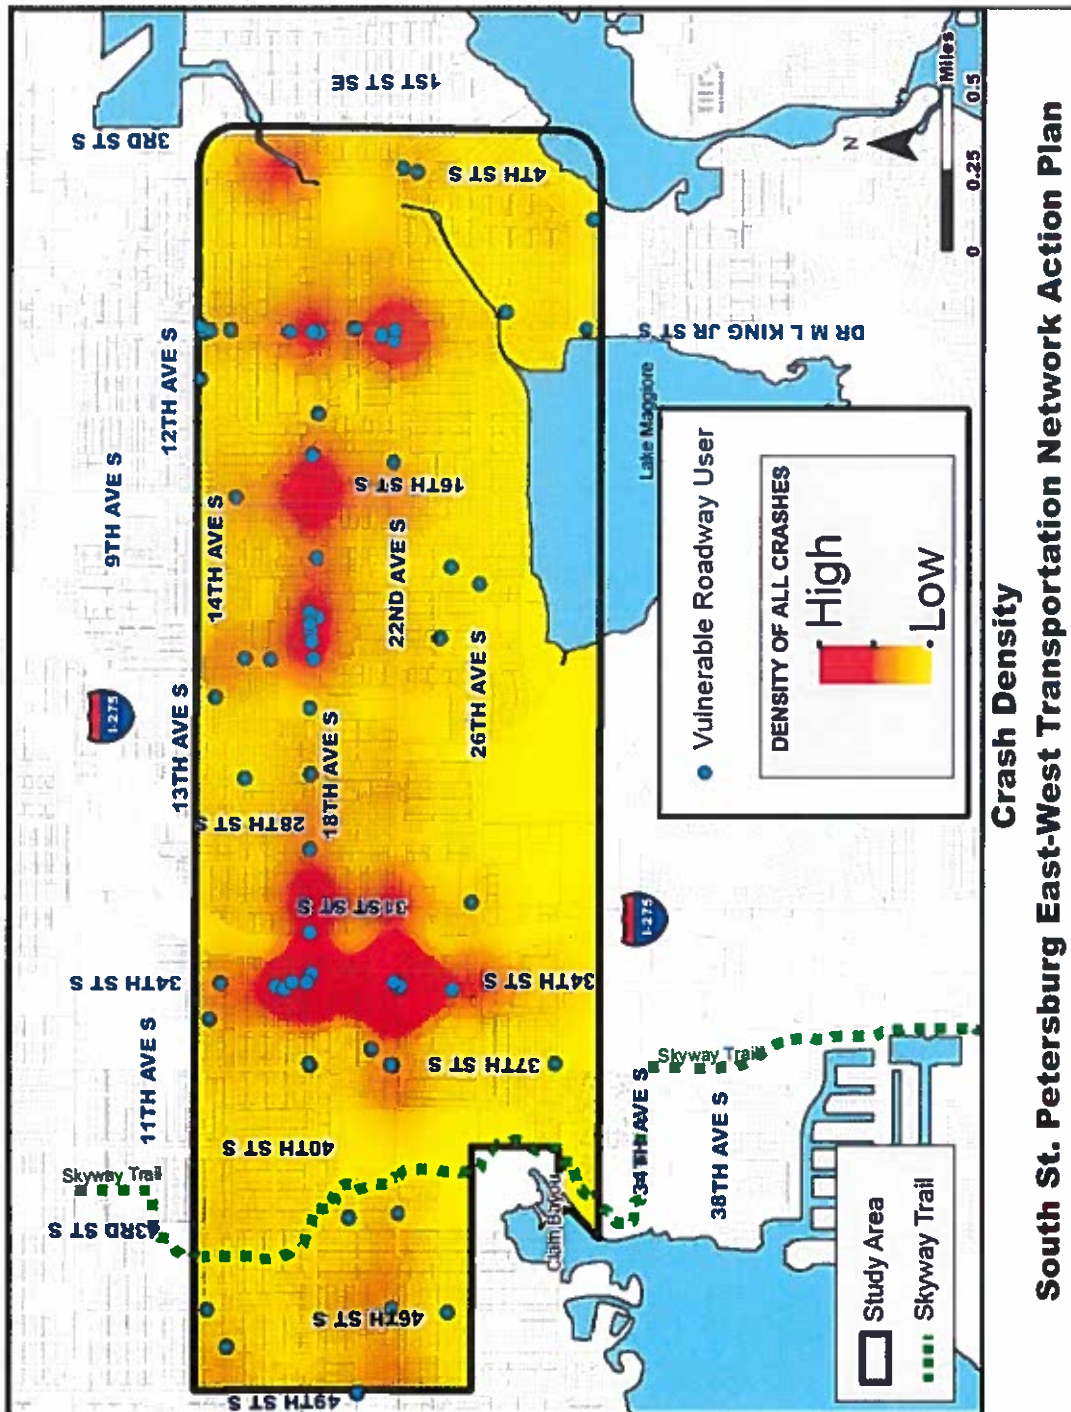 9TH AVE S
I-275
11TH AVE S
Skyway Trail
43RD ST S
34TH ST S
13TH AVE S
12TH AVE S
3RD ST S
1ST ST SE
14TH AVE S
28TH ST S
18TH AVE S
40TH ST S
49TH ST S
46TH ST S
37TH ST S
31ST ST S
34TH ST S
22ND AVE S
16TH ST S
4TH ST S
26TH AVE S
Clam Bayou
34TH AVE S
Skyway Trail
38TH AVE S
I-275
Lake Maggiore
DR M L KING JR ST S
Study Area
Skyway Trail
Vulnerable Roadway User
DENSITY OF ALL CRASHES
High
Low
N
0 0.25 0.5
Miles
Crash Density
South St. Petersburg East-West Transportation Network Action Plan